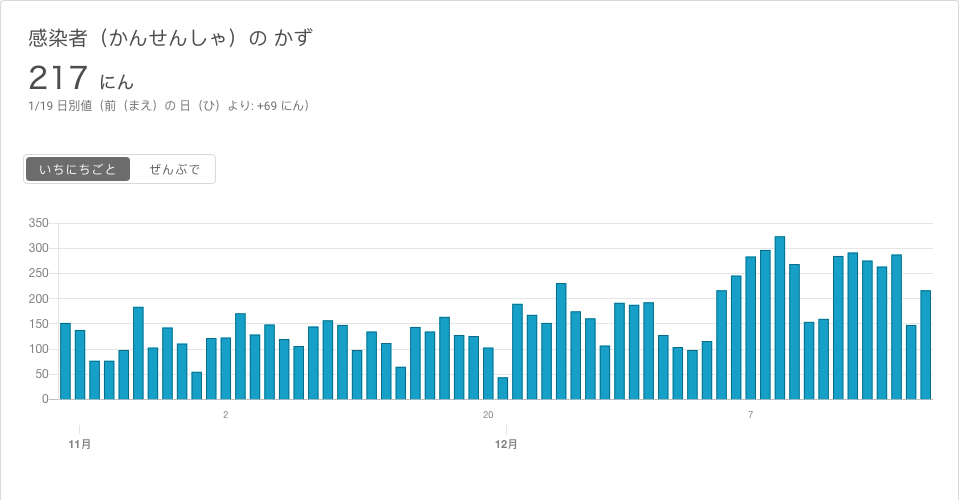 感染者（かんせんしゃ）の かず
217 にん
1/19 日別値（前（まえ）の 日（ひ）より: +69 にん）
いちにちごと ぜんぶで
350
300
250
200
150
100
50
0
2 20 7
11月 12月